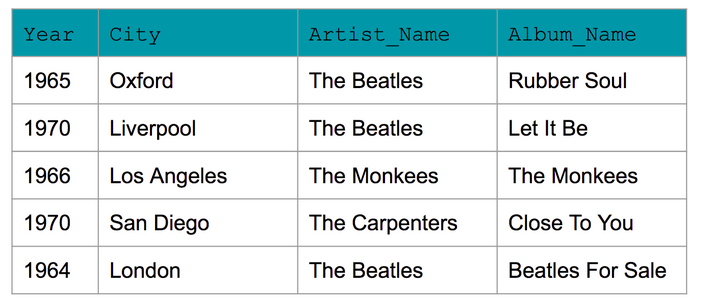 Year City Artist_Name Album_Name
1965 Oxford The Beatles Rubber Soul
1970 Liverpool The Beatles Let It Be
1966 Los Angeles The Monkees The Monkees
1970 San Diego The Carpenters Close To You
1964 London The Beatles Beatles For Sale